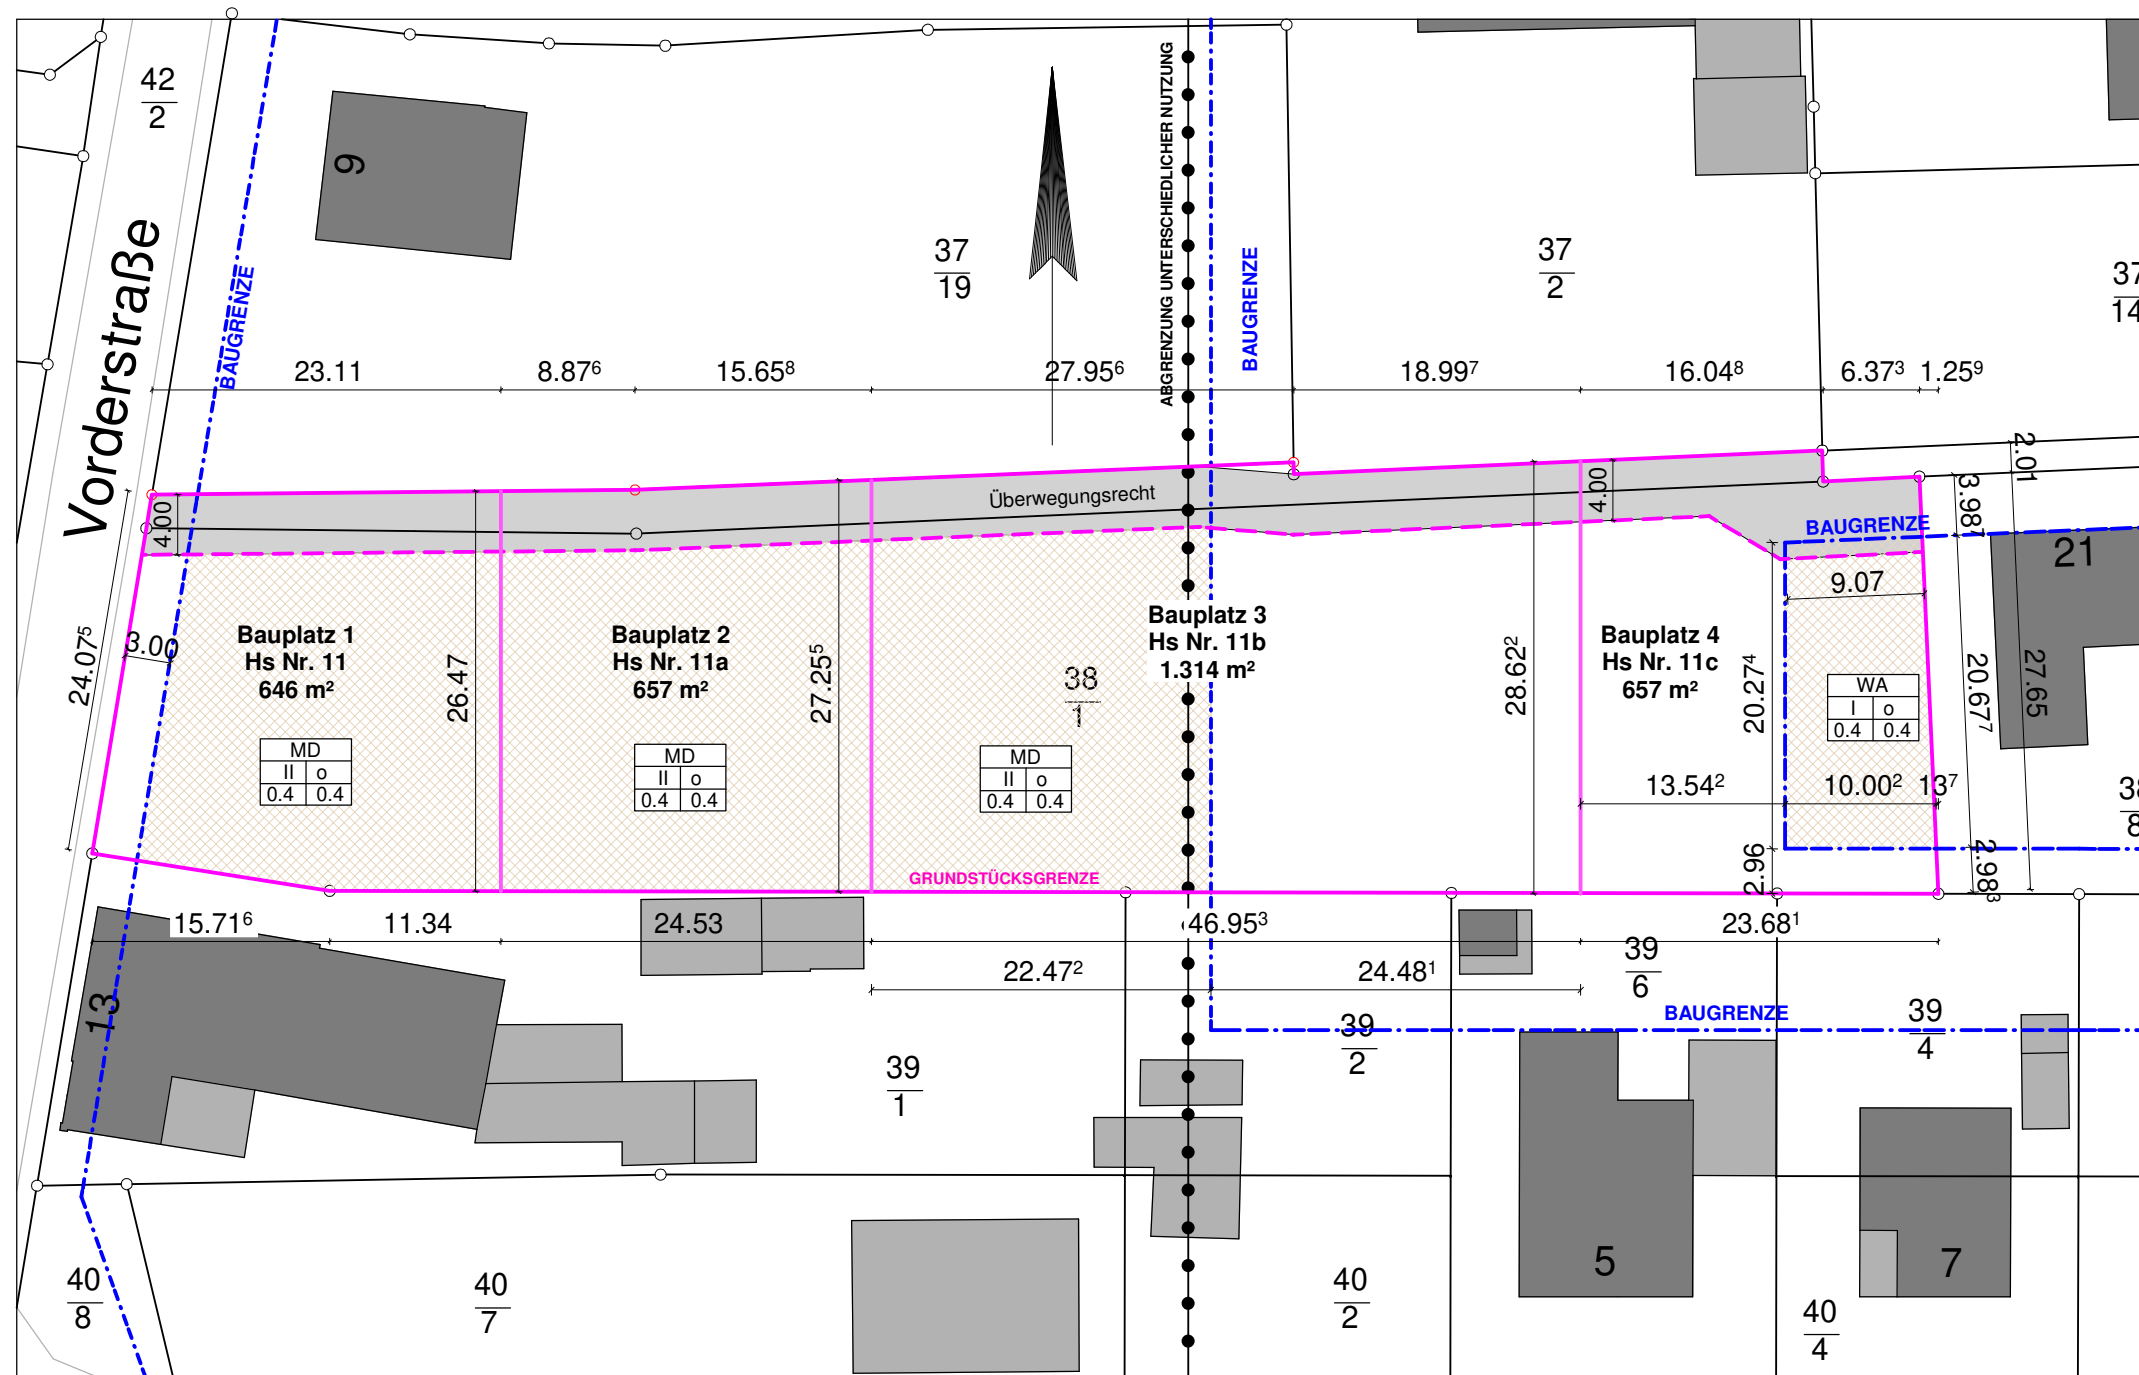 42
2
9
Vorderstraße
BAUGRENZE
37
19
ABGRENZUNG UNTERSCHIEDLICHER NUTZUNG
BAUGRENZE
37
2
37
14
23.11
8.87⁶
15.65⁸
27.95⁶
18.99⁷
16.04⁸
6.37³
1.25⁹
2.01
Überwegungsrecht
4.00
4.00
3.98⁷
BAUGRENZE
21
9.07
24.07⁵
3.00
Bauplatz 1
Hs Nr. 11
646 m²
26.47
Bauplatz 2
Hs Nr. 11a
657 m²
27.25⁵
38
1
Bauplatz 3
Hs Nr. 11b
1.314 m²
28.62²
Bauplatz 4
Hs Nr. 11c
657 m²
20.27⁴
20.67⁷
27.65
MD
II o
0.4 0.4
MD
II o
0.4 0.4
MD
II o
0.4 0.4
WA
I o
0.4 0.4
13.54²
10.00²
13⁷
38
8
2.96
2.98³
GRUNDSTÜCKSGRENZE
15.71⁶
11.34
24.53
46.95³
23.68¹
22.47²
24.48¹
39
6
13
39
1
39
2
BAUGRENZE
39
4
40
8
40
7
40
2
5
7
40
4